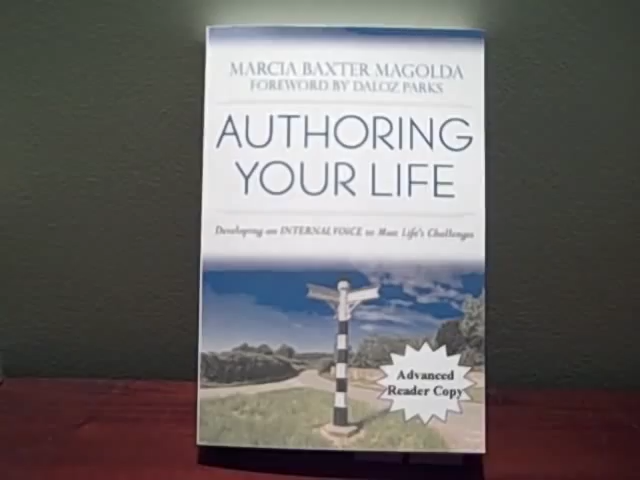 MARCIA BAXTER MAGOLDA
FOREWORD BY DALOZ PARKS
AUTHORING
YOUR LIFE
Developing an INTERNAL VOICE to Meet Life's Challenges
Advanced
Reader Copy